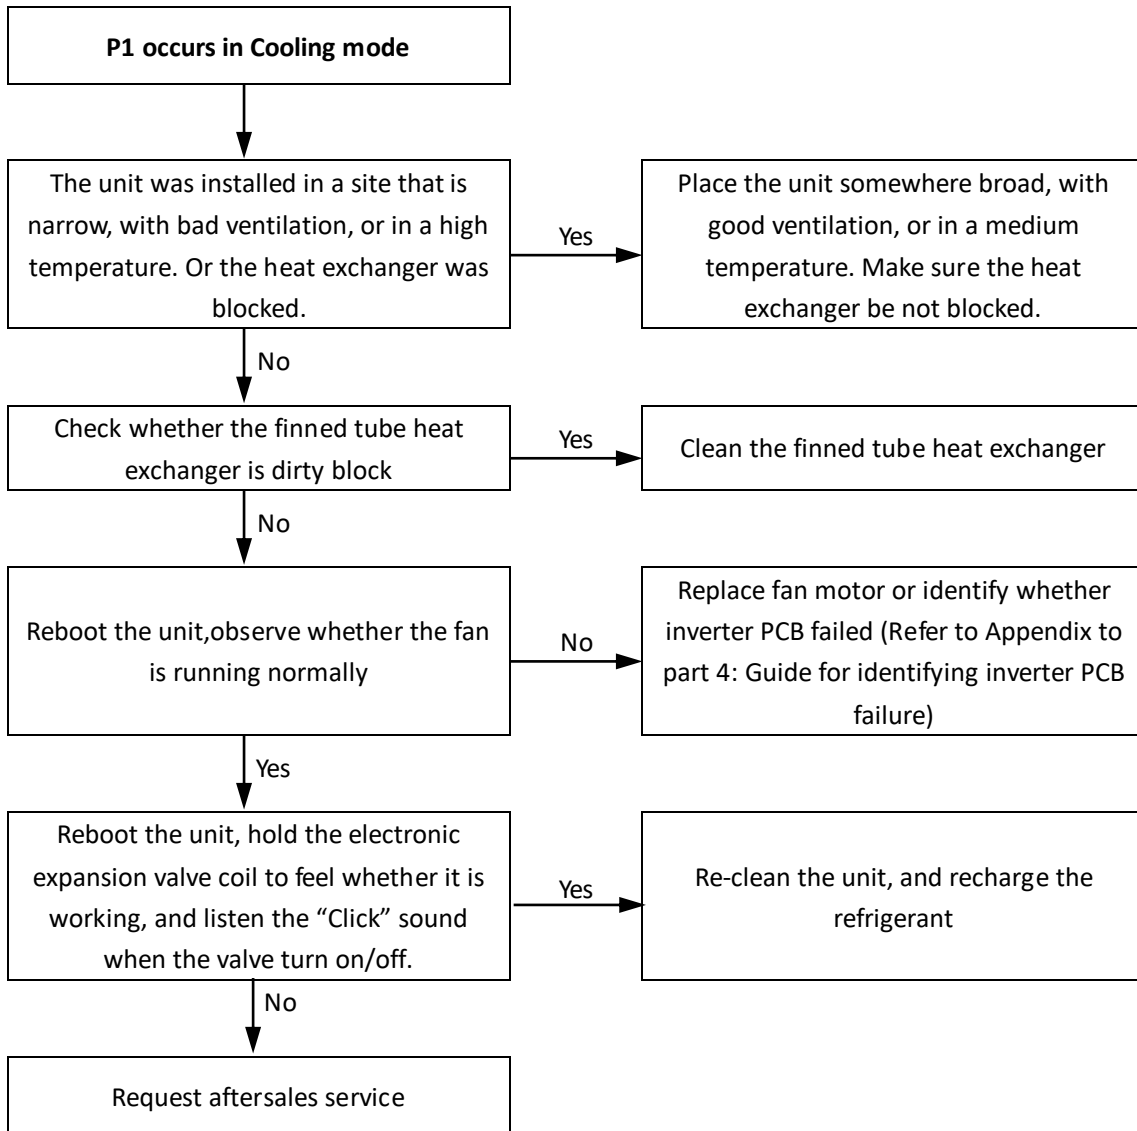 P1 occurs in Cooling mode
The unit was installed in a site that is
narrow, with bad ventilation, or in a high
temperature. Or the heat exchanger was
blocked.
Yes
Place the unit somewhere broad, with
good ventilation, or in a medium
temperature. Make sure the heat
exchanger be not blocked.
No
Check whether the finned tube heat
exchanger is dirty block
Yes
Clean the finned tube heat exchanger
No
Reboot the unit,observe whether the fan
is running normally
No
Replace fan motor or identify whether
inverter PCB failed (Refer to Appendix to
part 4: Guide for identifying inverter PCB
failure)
Yes
Reboot the unit, hold the electronic
expansion valve coil to feel whether it is
working, and listen the “Click” sound
when the valve turn on/off.
Yes
Re-clean the unit, and recharge the
refrigerant
No
Request aftersales service